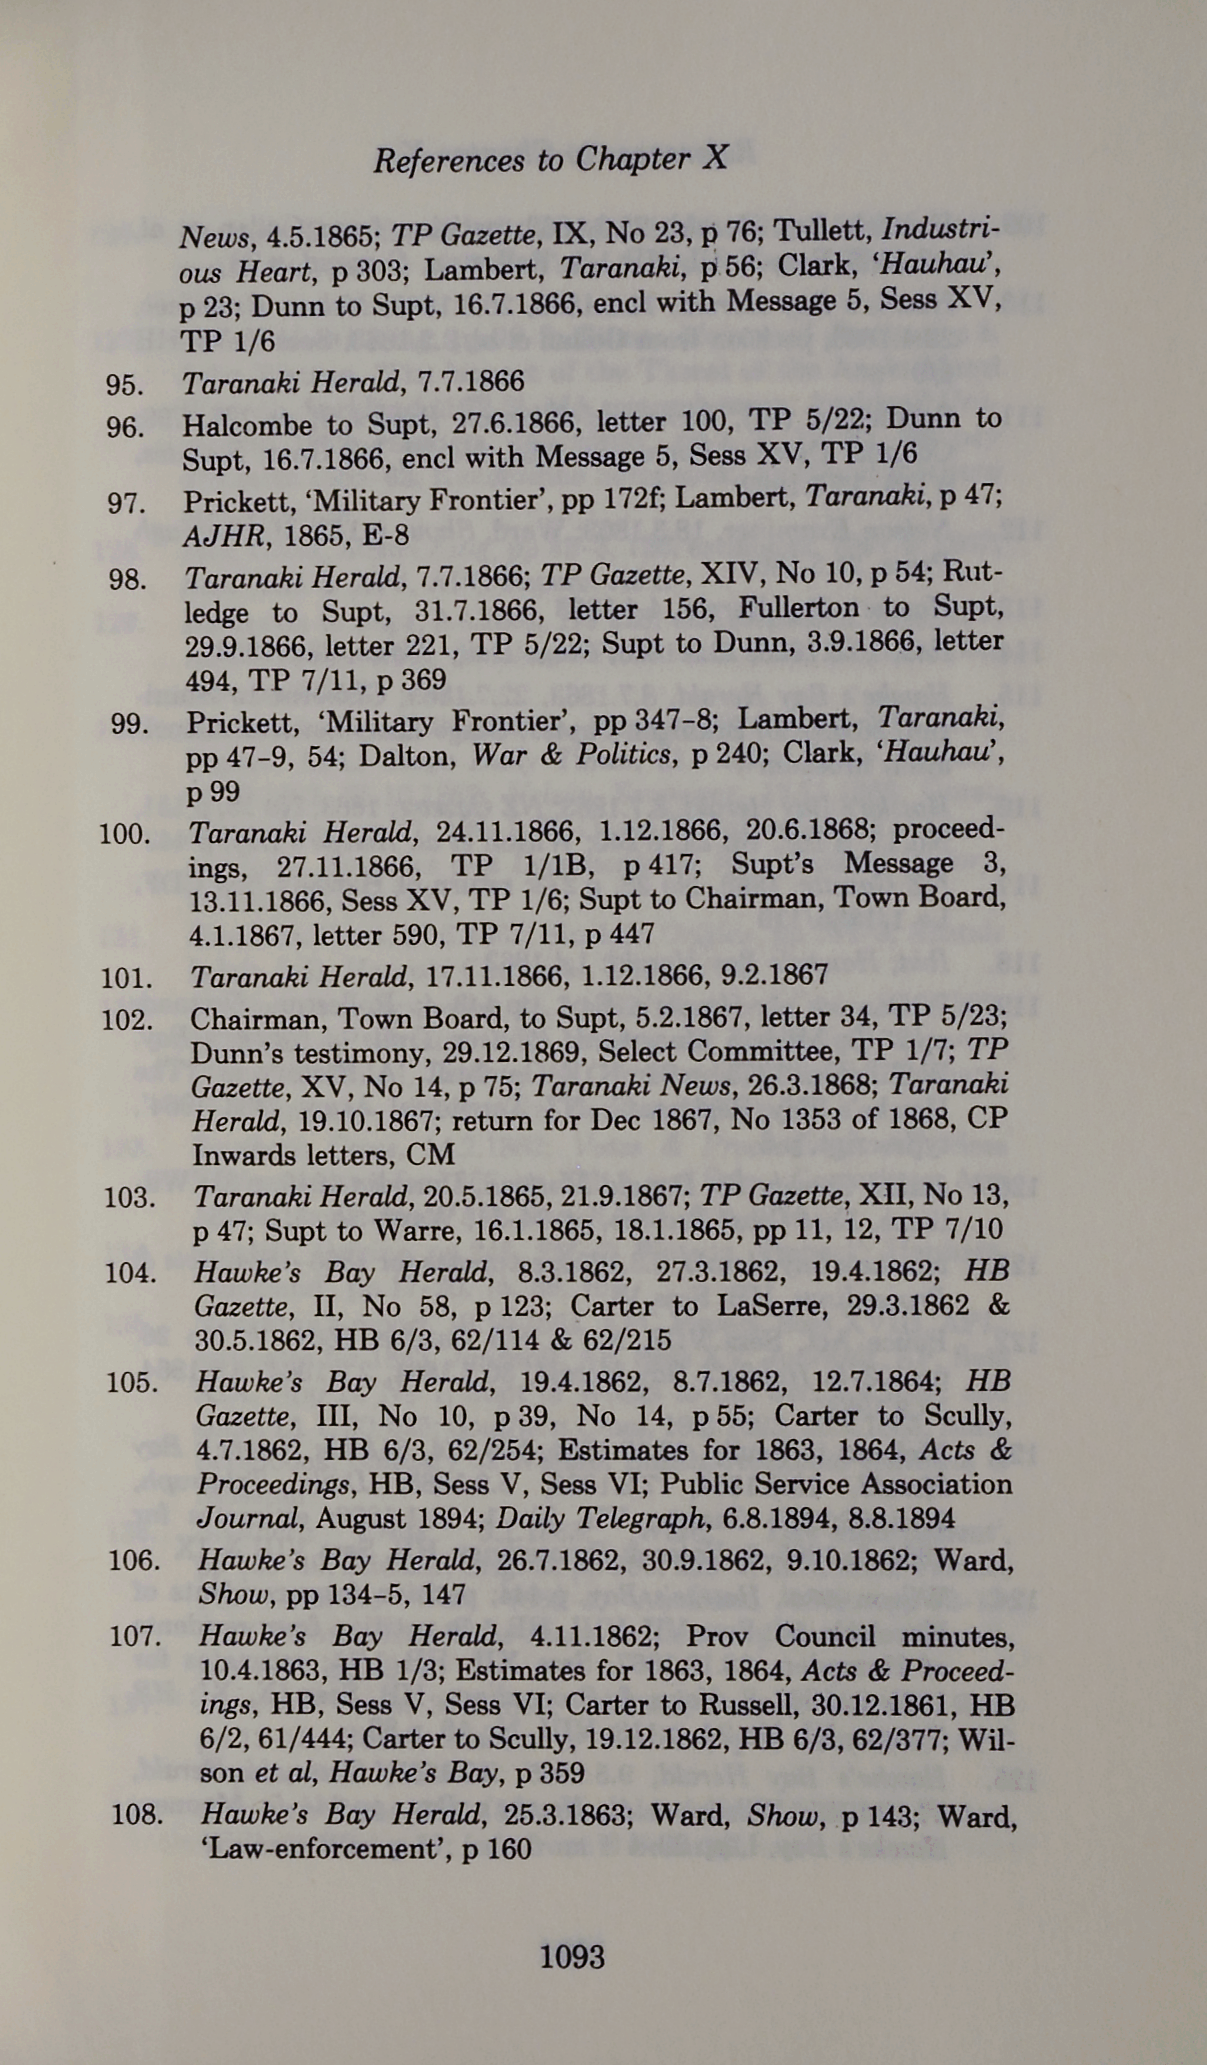 References to Chapter X
News, 4.5.1865; TP Gazette, IX, No 23, p 76; Tullett, Industri-
ous Heart, p 303; Lambert, Taranaki, p 56; Clark, ‘Hauhau’,
p 23; Dunn to Supt, 16.7.1866, encl with Message 5, Sess XV,
TP 1/6
95. Taranaki Herald, 7.7.1866
96. Halcombe to Supt, 27.6.1866, letter 100, TP 5/22; Dunn to
Supt, 16.7.1866, encl with Message 5, Sess XV, TP 1/6
97. Prickett, ‘Military Frontier’, pp 172f; Lambert, Taranaki, p 47;
AJHR, 1865, E-8
98. Taranaki Herald, 7.7.1866; TP Gazette, XIV, No 10, p 54; Rut-
ledge to Supt, 31.7.1866, letter 156, Fullerton to Supt,
29.9.1866, letter 221, TP 5/22; Supt to Dunn, 3.9.1866, letter
494, TP 7/11, p 369
99. Prickett, ‘Military Frontier’, pp 347–8; Lambert, Taranaki,
pp 47–9, 54; Dalton, War & Politics, p 240; Clark, ‘Hauhau’,
p 99
100. Taranaki Herald, 24.11.1866, 1.12.1866, 20.6.1868; proceed-
ings, 27.11.1866, TP 1/1B, p 417; Supt’s Message 3,
13.11.1866, Sess XV, TP 1/6; Supt to Chairman, Town Board,
4.1.1867, letter 590, TP 7/11, p 447
101. Taranaki Herald, 17.11.1866, 1.12.1866, 9.2.1867
102. Chairman, Town Board, to Supt, 5.2.1867, letter 34, TP 5/23;
Dunn’s testimony, 29.12.1869, Select Committee, TP 1/7; TP
Gazette, XV, No 14, p 75; Taranaki News, 26.3.1868; Taranaki
Herald, 19.10.1867; return for Dec 1867, No 1353 of 1868, CP
Inwards letters, CM
103. Taranaki Herald, 20.5.1865, 21.9.1867; TP Gazette, XII, No 13,
p 47; Supt to Warre, 16.1.1865, 18.1.1865, pp 11, 12, TP 7/10
104. Hawke’s Bay Herald, 8.3.1862, 27.3.1862, 19.4.1862; HB
Gazette, II, No 58, p 123; Carter to LaSerre, 29.3.1862 &
30.5.1862, HB 6/3, 62/114 & 62/215
105. Hawke’s Bay Herald, 19.4.1862, 8.7.1862, 12.7.1864; HB
Gazette, III, No 10, p 39, No 14, p 55; Carter to Scully,
4.7.1862, HB 6/3, 62/254; Estimates for 1863, 1864, Acts &
Proceedings, HB, Sess V, Sess VI; Public Service Association
Journal, August 1894; Daily Telegraph, 6.8.1894, 8.8.1894
106. Hawke’s Bay Herald, 26.7.1862, 30.9.1862, 9.10.1862; Ward,
Show, pp 134–5, 147
107. Hawke’s Bay Herald, 4.11.1862; Prov Council minutes,
10.4.1863, HB 1/3; Estimates for 1863, 1864, Acts & Proceed-
ings, HB, Sess V, Sess VI; Carter to Russell, 30.12.1861, HB
6/2, 61/444; Carter to Scully, 19.12.1862, HB 6/3, 62/377; Wil-
son et al, Hawke’s Bay, p 359
108. Hawke’s Bay Herald, 25.3.1863; Ward, Show, p 143; Ward,
‘Law-enforcement’, p 160
1093